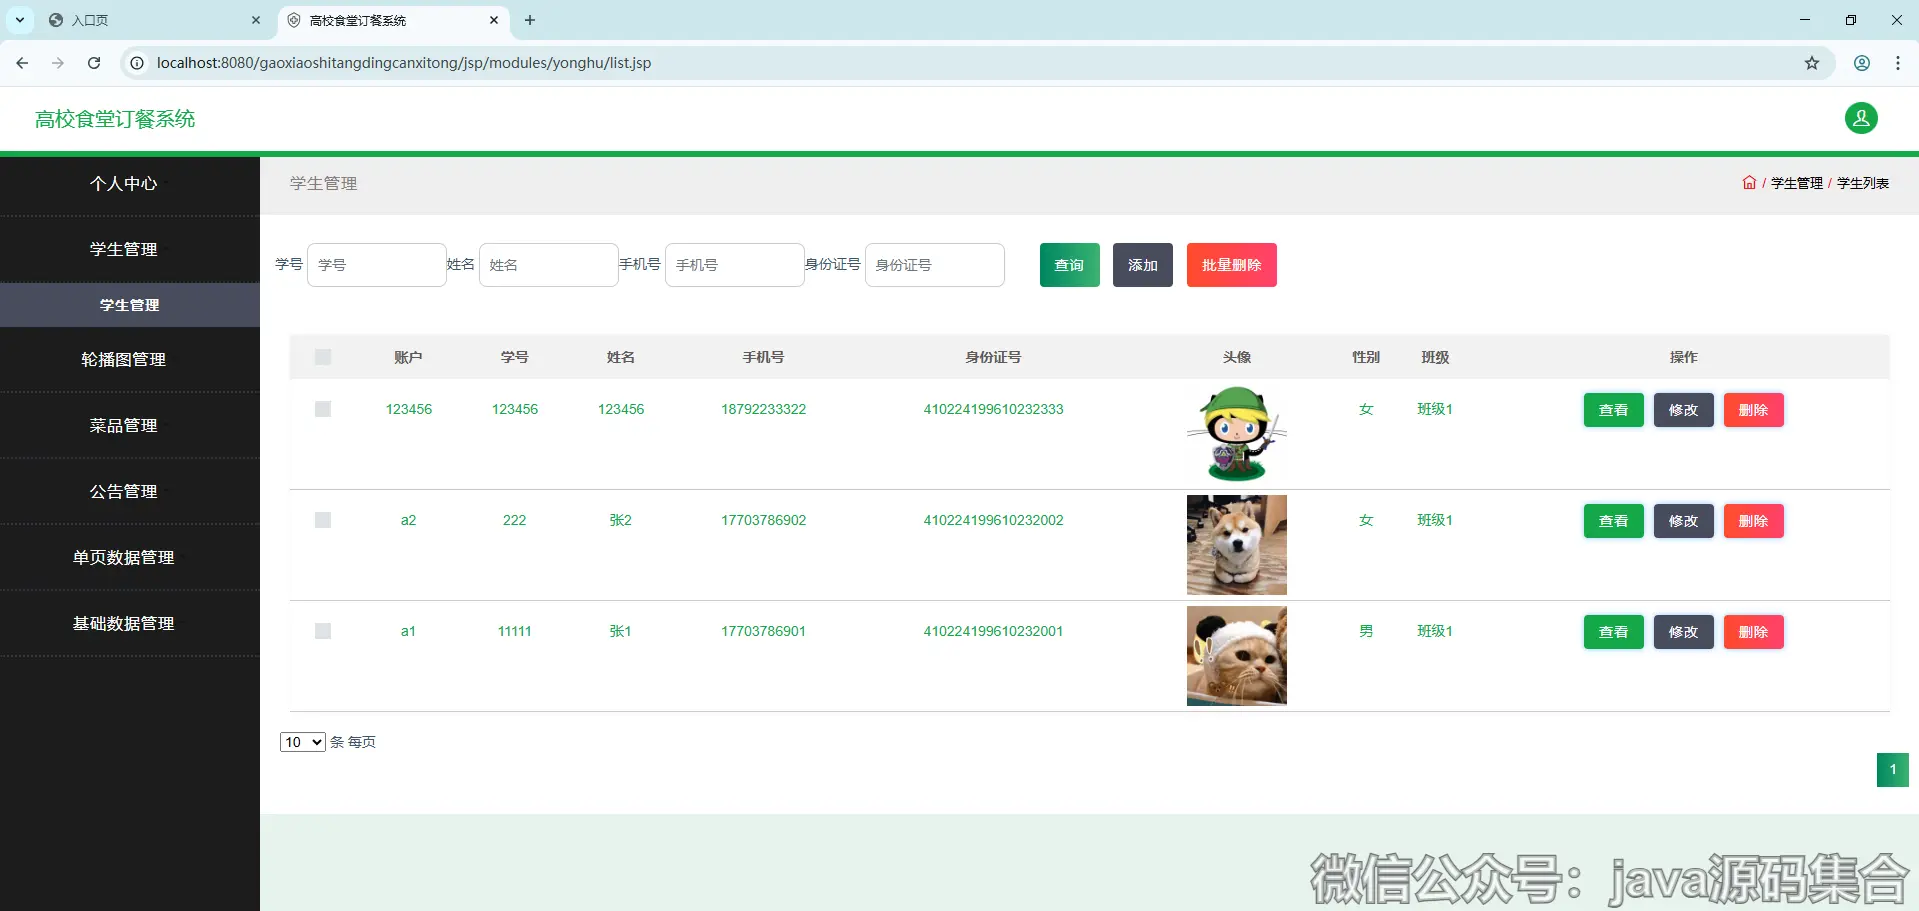 入口页
高校食堂订餐系统
localhost:8080/gaoxiaoshitangdingcanxitong/jsp/modules/yonghu/list.jsp
高校食堂订餐系统
个人中心
学生管理
学生管理
轮播图管理
菜品管理
公告管理
单页数据管理
基础数据管理
学生管理
/ 学生管理 / 学生列表
学号 学号 姓名 姓名 手机号 手机号 身份证号 身份证号 查询 添加 批量删除
账户 学号 姓名 手机号 身份证号 头像 性别 班级 操作
123456 123456 123456 18792233322 410224199610232333 女 班级1 查看 修改 删除
a2 222 张2 17703786902 410224199610232002 女 班级1 查看 修改 删除
a1 11111 张1 17703786901 410224199610232001 男 班级1 查看 修改 删除
10 条 每页
1
微信公众号：java源码集合